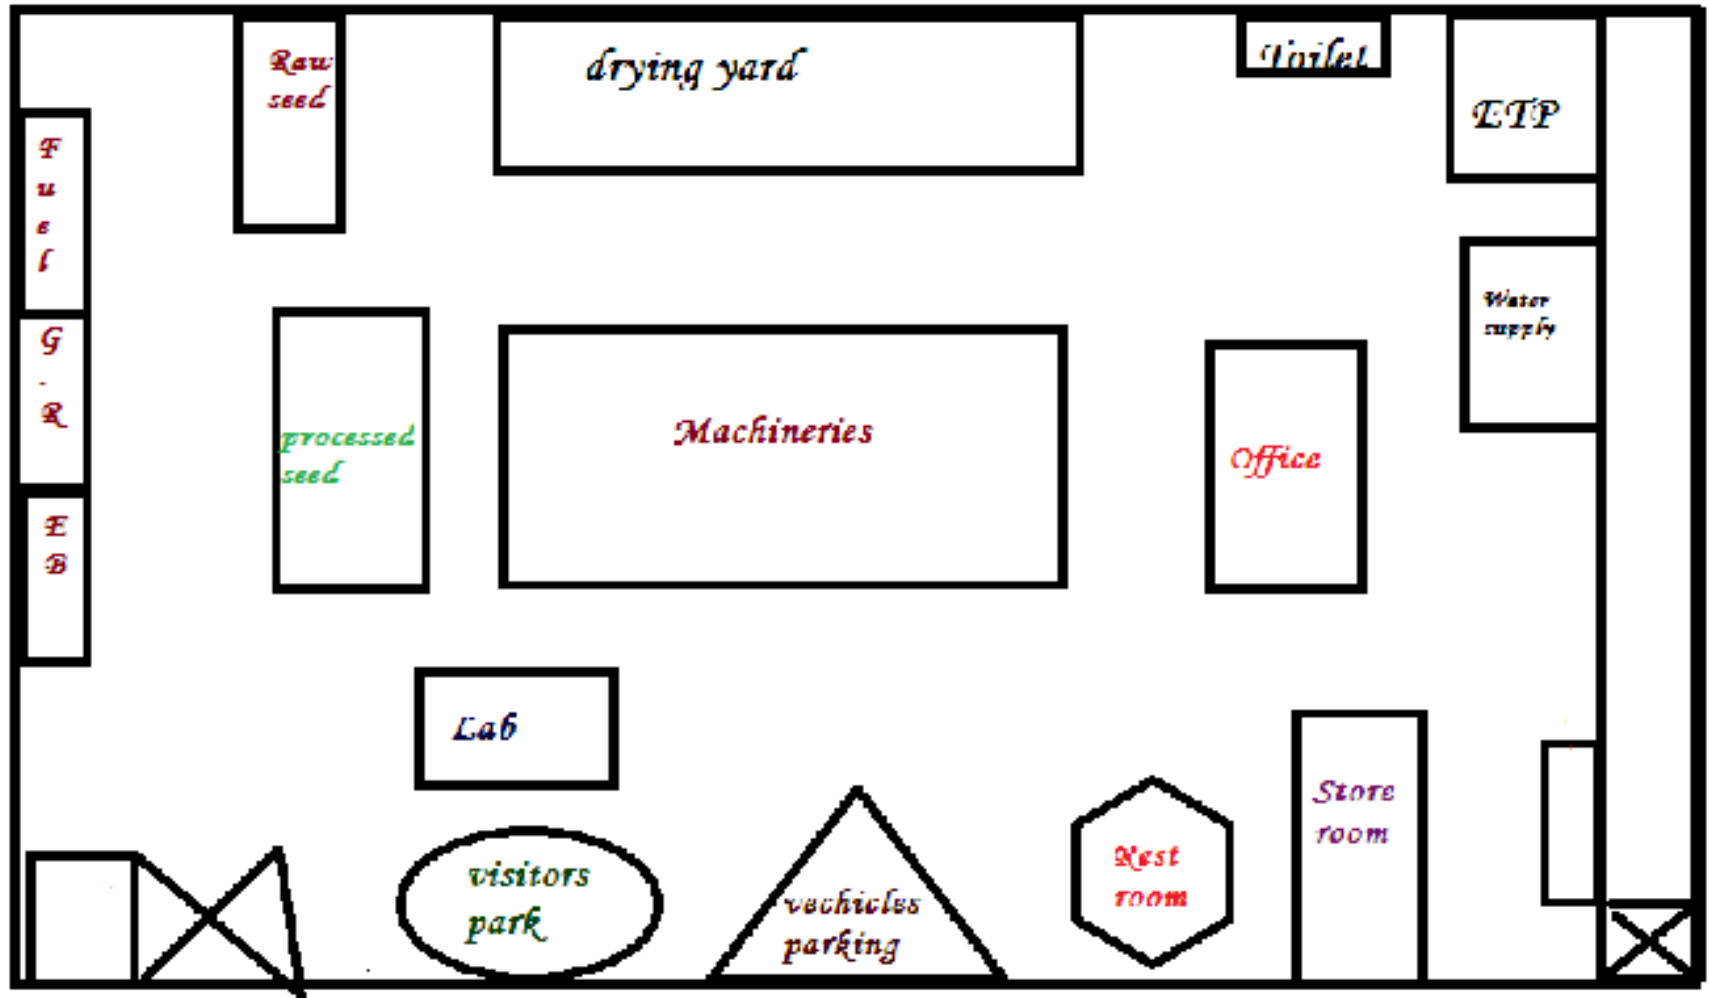 Raw
seed
drying yard
Toilet
ETP
F
u
e
l
G
.
R
E
B
processed
seed
Machineries
Office
Water
supply
Lab
visitors
park
vechicles
parking
Rest
room
Store
room